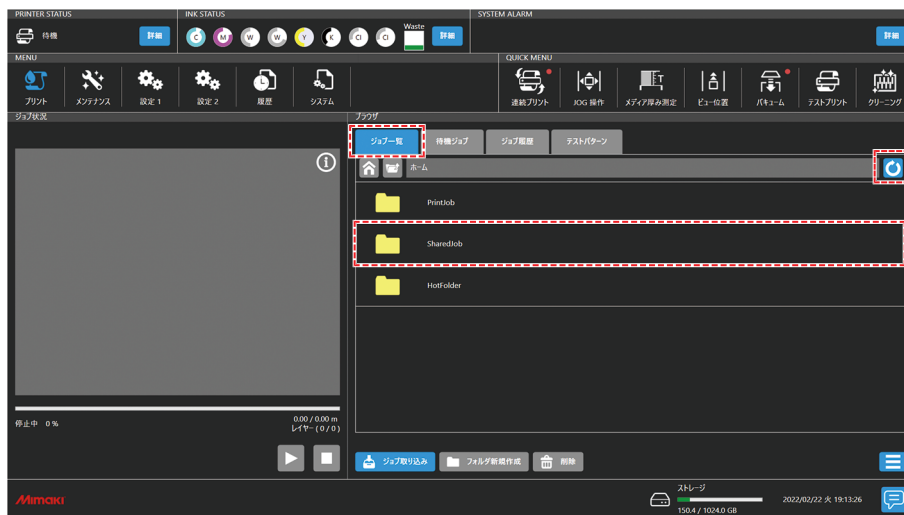 PRINTER STATUS
INK STATUS
SYSTEM ALARM
待機
詳細
C
M
W
W
Y
K
Cl
Cl
Waste
詳細
詳細
MENU
QUICK MENU
プリント
メンテナンス
設定 1
設定 2
履歴
システム
連続プリント
JOG 操作
メディア厚み測定
ビュー位置
バキューム
テストプリント
クリーニング
ジョブ状況
ブラウザ
ジョブ一覧
待機ジョブ
ジョブ履歴
テストパターン
ホーム
PrintJob
SharedJob
HotFolder
停止中 0 %
0.00 / 0.00 m
レイヤー ( 0 / 0 )
ジョブ取り込み
フォルダ新規作成
削除
Mimaki
ストレージ
150.4 / 1024.0 GB
2022/02/22 火 19:13:26